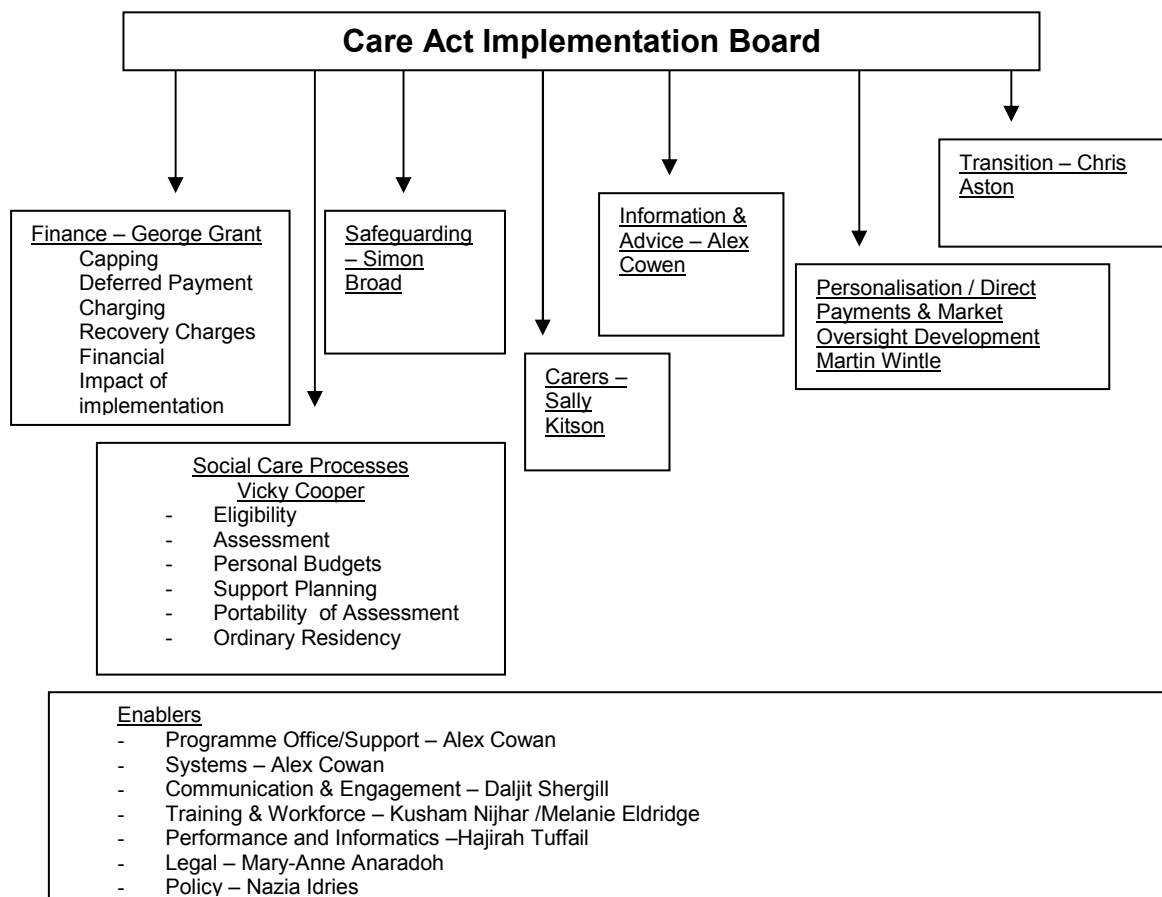 Care Act Implementation Board
Finance – George Grant
Capping
Deferred Payment
Charging
Recovery Charges
Financial
Impact of
implementation
Safeguarding
– Simon
Broad
Information &
Advice – Alex
Cowen
Transition – Chris
Aston
Personalisation / Direct
Payments & Market
Oversight Development
Martin Wintle
Carers –
Sally
Kitson
Social Care Processes
Vicky Cooper
- Eligibility
- Assessment
- Personal Budgets
- Support Planning
- Portability of Assessment
- Ordinary Residency
Enablers
- Programme Office/Support – Alex Cowan
- Systems – Alex Cowan
- Communication & Engagement – Daljit Shergill
- Training & Workforce – Kusham Nijhar /Melanie Eldridge
- Performance and Informatics –Hajirah Tuffail
- Legal – Mary-Anne Anaradoh
- Policy – Nazia Idries